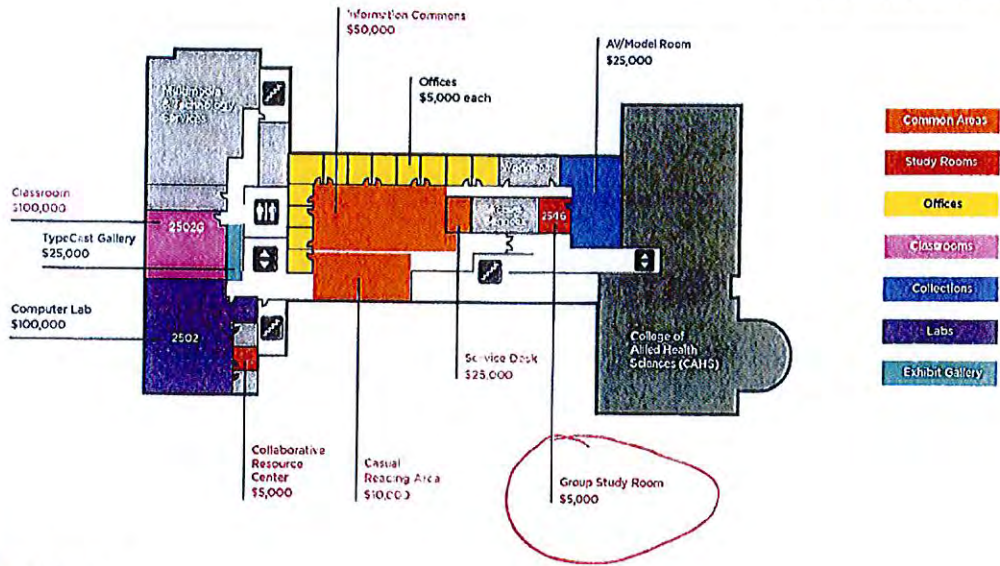 Information Commons
$50,000
AV/Model Room
$25,000
Offices
$5,000 each
Multimedia
& Technology
Services
Common Areas
Study Rooms
Offices
Classrooms
Collections
Labs
Exhibit Gallery
Classroom
$100,000
2502G
TypeCast Gallery
$25,000
Computer Lab
$100,000
2502
2516
College of
Allied Health
Sciences (CAHS)
Service Desk
$25,000
Collaborative
Resource
Center
$5,000
Casual
Reading Area
$10,000
Group Study Room
$5,000